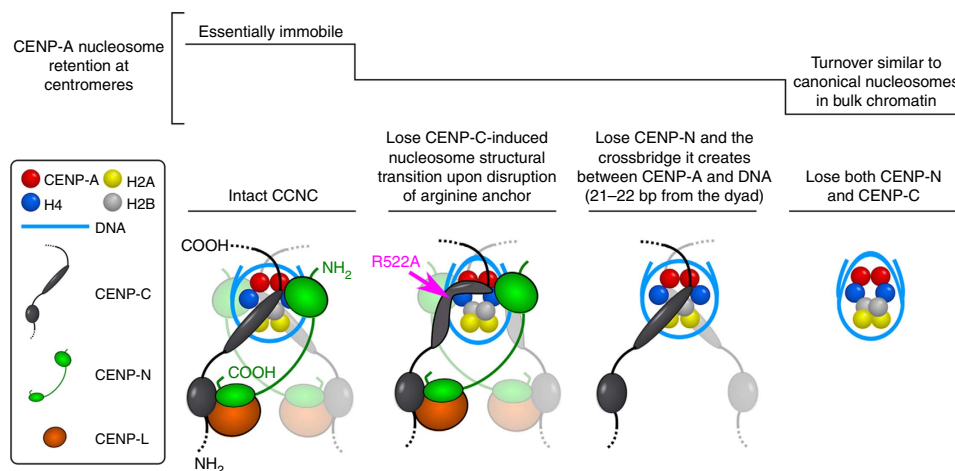 CENP-A nucleosome
retention at
centromeres
Essentially immobile
Turnover similar to
canonical nucleosomes
in bulk chromatin
CENP-A
H2A
H4
H2B
DNA
CENP-C
CENP-N
CENP-L
Intact CCNC
Lose CENP-C-induced
nucleosome structural
transition upon disruption
of arginine anchor
Lose CENP-N and the
crossbridge it creates
between CENP-A and DNA
(21–22 bp from the dyad)
Lose both CENP-N
and CENP-C
COOH
NH2
COOH
NH2
R522A